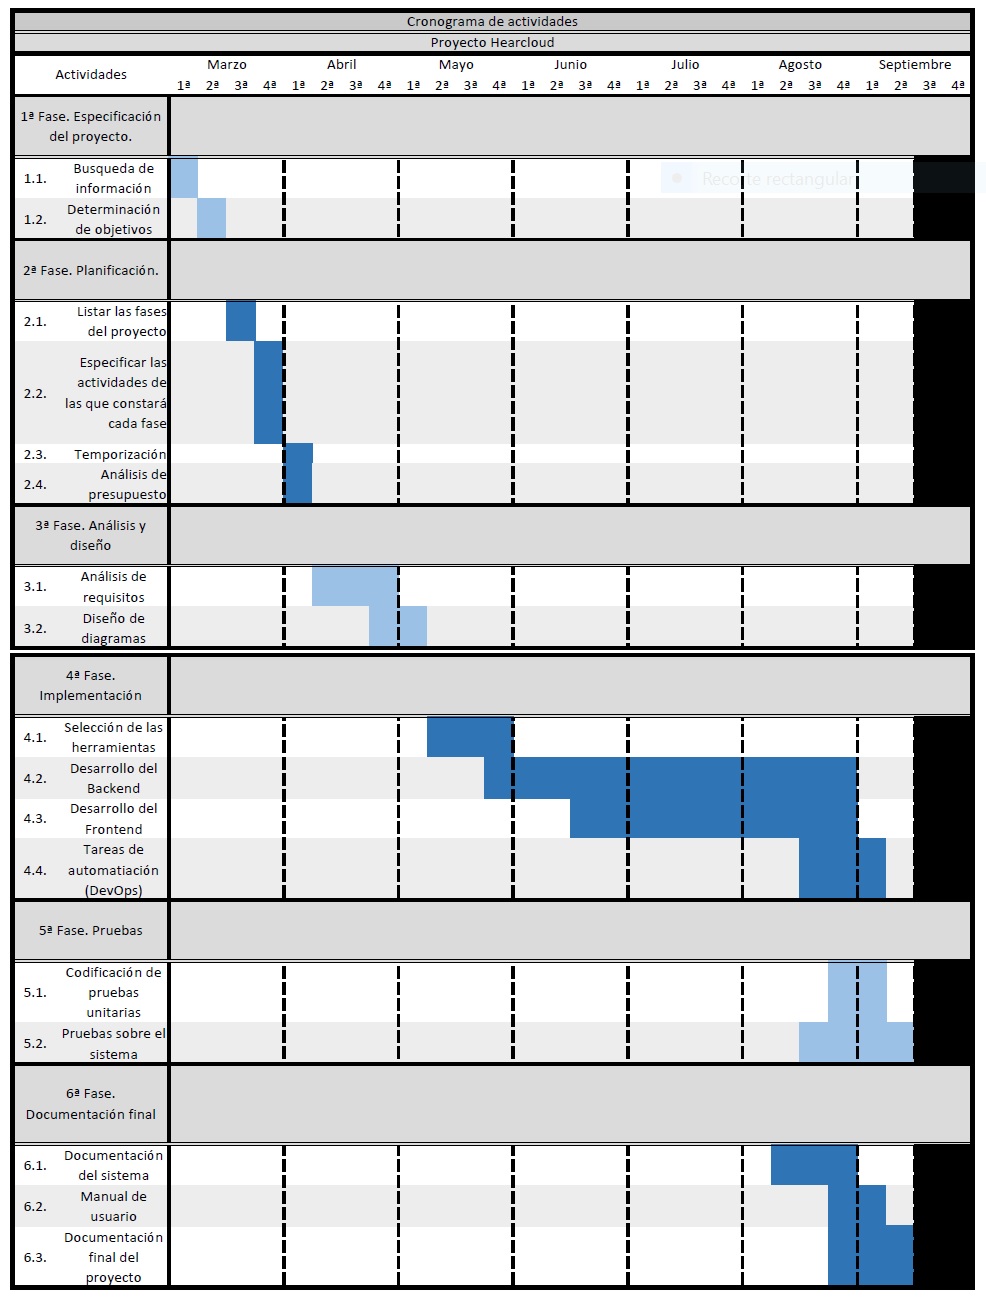 Cronograma de actividades
Proyecto Hearcloud
Actividades
Marzo Abril Mayo Junio Julio Agosto Septiembre
1ª 2ª 3ª 4ª 1ª 2ª 3ª 4ª 1ª 2ª 3ª 4ª 1ª 2ª 3ª 4ª 1ª 2ª 3ª 4ª 1ª 2ª 3ª 4ª 1ª 2ª 3ª 4ª
1ª Fase. Especificación
del proyecto.
1.1. Busqueda de
información
Recorte rectangular
1.2. Determinación
de objetivos
2ª Fase. Planificación.
2.1. Listar las fases
del proyecto
2.2. Especificar las
actividades de
las que constará
cada fase
2.3. Temporización
2.4. Análisis de
presupuesto
3ª Fase. Análisis y
diseño
3.1. Análisis de
requisitos
3.2. Diseño de
diagramas
4ª Fase.
Implementación
4.1. Selección de las
herramientas
4.2. Desarrollo del
Backend
4.3. Desarrollo del
Frontend
4.4. Tareas de
automatiación
(DevOps)
5ª Fase. Pruebas
5.1. Codificación de
pruebas
unitarias
5.2. Pruebas sobre el
sistema
6ª Fase.
Documentación final
6.1. Documentación
del sistema
6.2. Manual de
usuario
6.3. Documentación
final del
proyecto